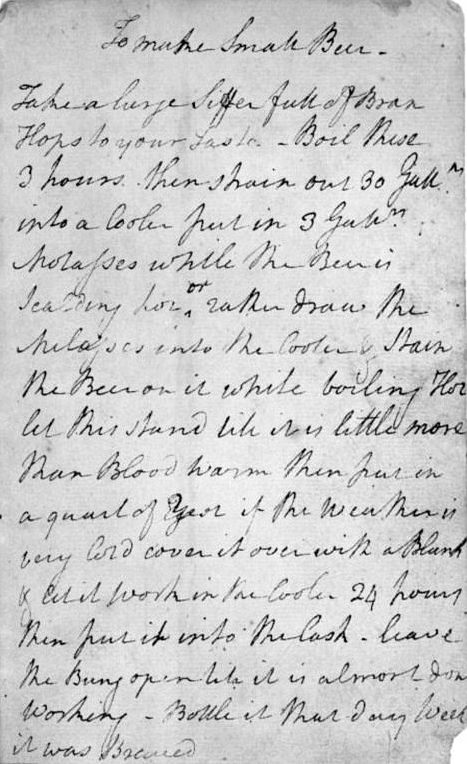 To make Small Beer -
Take a large Siffer full of Bran
Hops to your Taste - Boil these
3 hours. then strain out 30 Gall.n
into a Cooler put in 3 Gall.n
Molasses while the Beer is
Scalding hot or rather draw the
Molasses into the Cooler & Strain
the Beer on it while boiling Hot
let this stand till it is little more
than Blood warm then put in
a quart of Yest if the weather is
very Cold cover it over with a Blank
& let it work in the Cooler 24 hours
then put it into the Cask - leave
the Bung open till it is almost don
working - Bottle it that day Week
it was Brewed